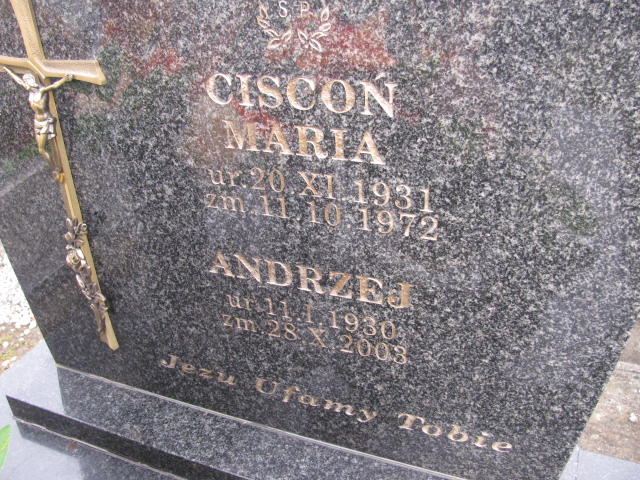 S.P.
CISCOŃ
MARIA
ur.20.XI.1931
zm.11.10.1972
ANDRZEJ
ur.11.I.1930.
zm.28.X.2003
Jezu Ufamy Tobie